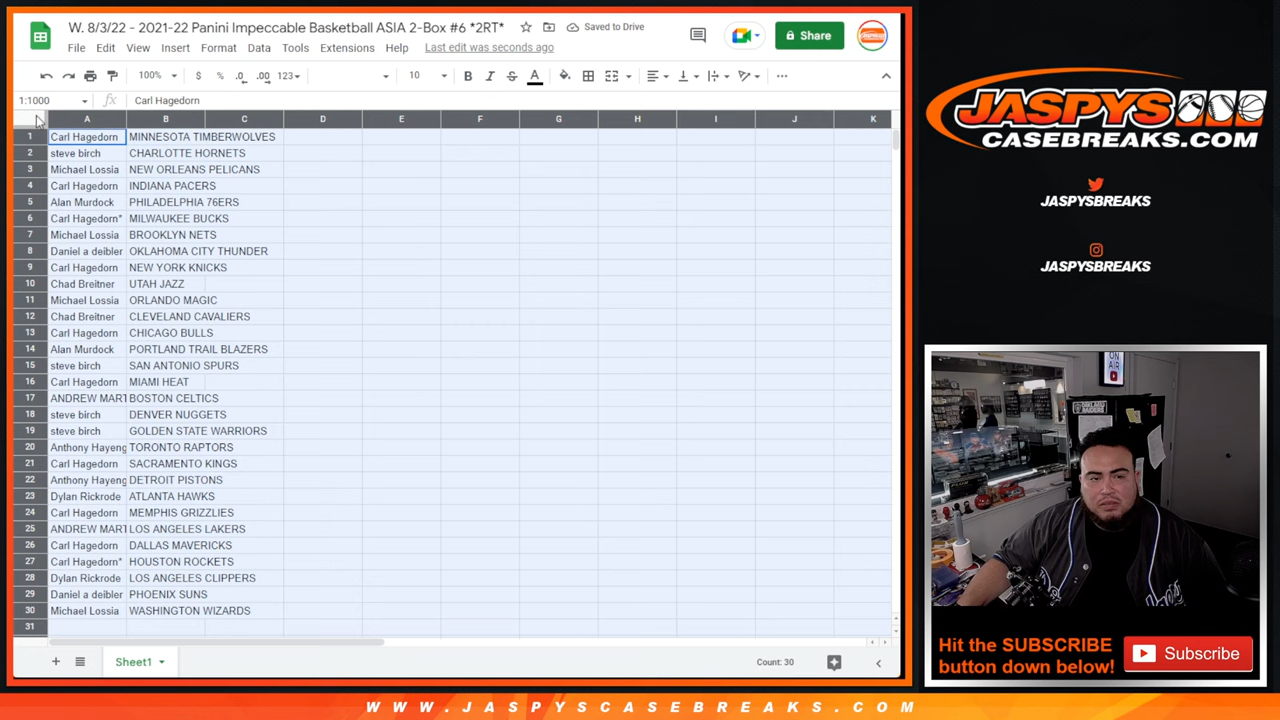 W. 8/3/22 - 2021-22 Panini Impeccable Basketball ASIA 2-Box #6 *2RT*
Saved to Drive
Share
File Edit View Insert Format Data Tools Extensions Help Last edit was seconds ago
100% $ % .0 .00 123 10 B I S A
1:1000 fx Carl Hagedorn
A B C D E F G H I J K
1 Carl Hagedorn MINNESOTA TIMBERWOLVES
2 steve birch CHARLOTTE HORNETS
3 Michael Lossia NEW ORLEANS PELICANS
4 Carl Hagedorn INDIANA PACERS
5 Alan Murdock PHILADELPHIA 76ERS
6 Carl Hagedorn* MILWAUKEE BUCKS
7 Michael Lossia BROOKLYN NETS
8 Daniel a deibler OKLAHOMA CITY THUNDER
9 Carl Hagedorn NEW YORK KNICKS
10 Chad Breitner UTAH JAZZ
11 Michael Lossia ORLANDO MAGIC
12 Chad Breitner CLEVELAND CAVALIERS
13 Carl Hagedorn CHICAGO BULLS
14 Alan Murdock PORTLAND TRAIL BLAZERS
15 steve birch SAN ANTONIO SPURS
16 Carl Hagedorn MIAMI HEAT
17 ANDREW MART BOSTON CELTICS
18 steve birch DENVER NUGGETS
19 steve birch GOLDEN STATE WARRIORS
20 Anthony Hayeng TORONTO RAPTORS
21 Carl Hagedorn SACRAMENTO KINGS
22 Anthony Hayeng DETROIT PISTONS
23 Dylan Rickrode ATLANTA HAWKS
24 Carl Hagedorn MEMPHIS GRIZZLIES
25 ANDREW MART LOS ANGELES LAKERS
26 Carl Hagedorn DALLAS MAVERICKS
27 Carl Hagedorn* HOUSTON ROCKETS
28 Dylan Rickrode LOS ANGELES CLIPPERS
29 Daniel a deibler PHOENIX SUNS
30 Michael Lossia WASHINGTON WIZARDS
31
Sheet1 Count: 30
JASPYS
CASEBREAKS.COM
JASPYSBREAKS
JASPYSBREAKS
ON AIR
Hit the SUBSCRIBE
button down below!
Subscribe
WWW.JASPYSCASEBREAKS.COM